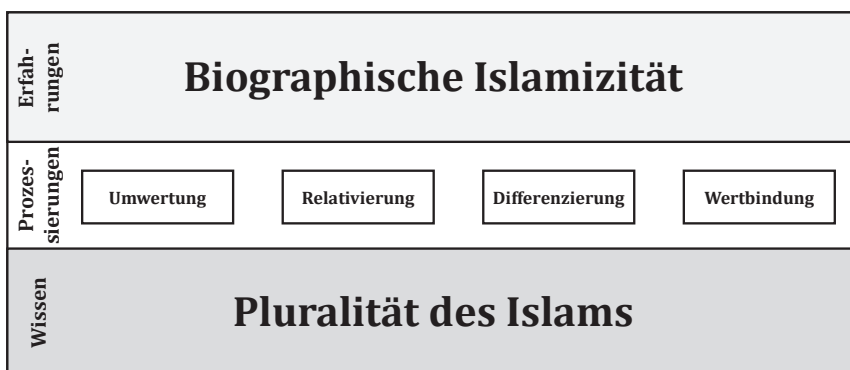 Erfah-
rungen
Biographische Islamizität
Prozes-
sierungen
Umwertung
Relativierung
Differenzierung
Wertbindung
Wissen
Pluralität des Islams